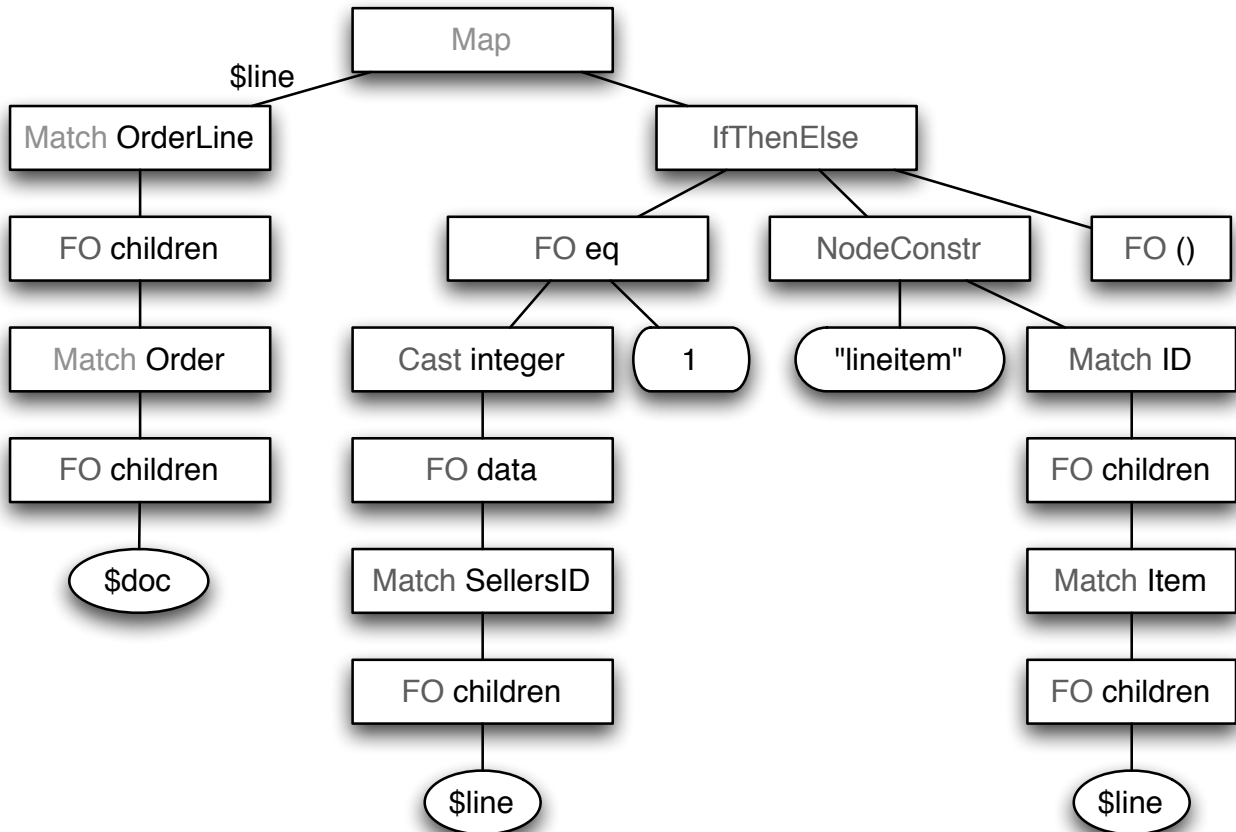 Map
$line
Match OrderLine
IfThenElse
FO children
FO eq
NodeConstr
FO ()
Match Order
Cast integer
1
"lineitem"
Match ID
FO children
FO data
FO children
$doc
Match SellersID
Match Item
FO children
FO children
$line
$line